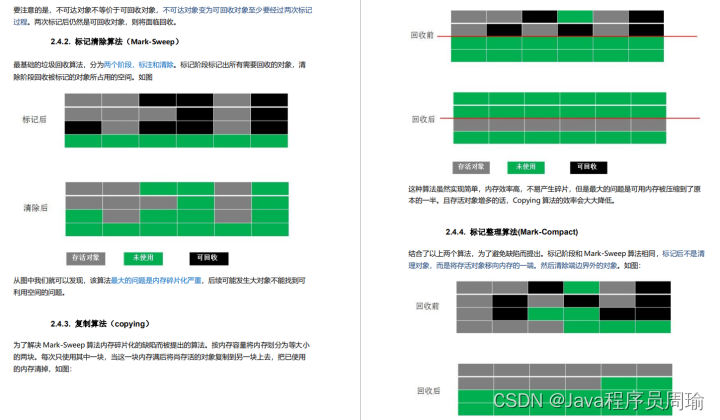 要注意的是，不可达对象不等价于可回收对象，不可达对象变为可回收对象至少要经过两次标记
过程。两次标记后仍然是可回收对象，则将面临回收。
2.4.2. 标记清除算法（Mark-Sweep）
最基础的垃圾回收算法，分为两个阶段，标注和清除。标记阶段标记出所有需要回收的对象，清
除阶段回收被标记的对象所占用的空间。如图
标记后
清除后
存活对象 未使用 可回收
从图中我们就可以发现，该算法最大的问题是内存碎片化严重，后续可能发生大对象不能找到可
利用空间的问题。
2.4.3. 复制算法（copying）
为了解决 Mark-Sweep 算法内存碎片化的缺陷而被提出的算法。按内存容量将内存划分为等大小
的两块。每次只使用其中一块，当这一块内存满后将尚存活的对象复制到另一块上去，把已使用
的内存清掉，如图：
回收前
回收后
存活对象 未使用 可回收
这种算法虽然实现简单，内存效率高，不易产生碎片，但是最大的问题是可用内存被压缩到了原
本的一半。且存活对象增多的话，Copying 算法的效率会大大降低。
2.4.4. 标记整理算法(Mark-Compact)
结合了以上两个算法，为了避免缺陷而提出。标记阶段和 Mark-Sweep 算法相同，标记后不是清
理对象，而是将存活对象移向内存的一端。然后清除端边界外的对象。如图：
回收前
回收后
CSDN @Java程序员周瑜